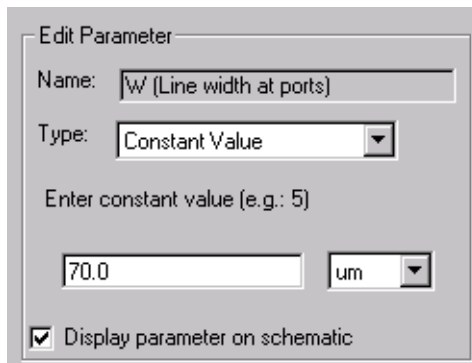 Edit Parameter
Name: W (Line width at ports)
Type: Constant Value
Enter constant value (e.g.: 5)
70.0 um
Display parameter on schematic